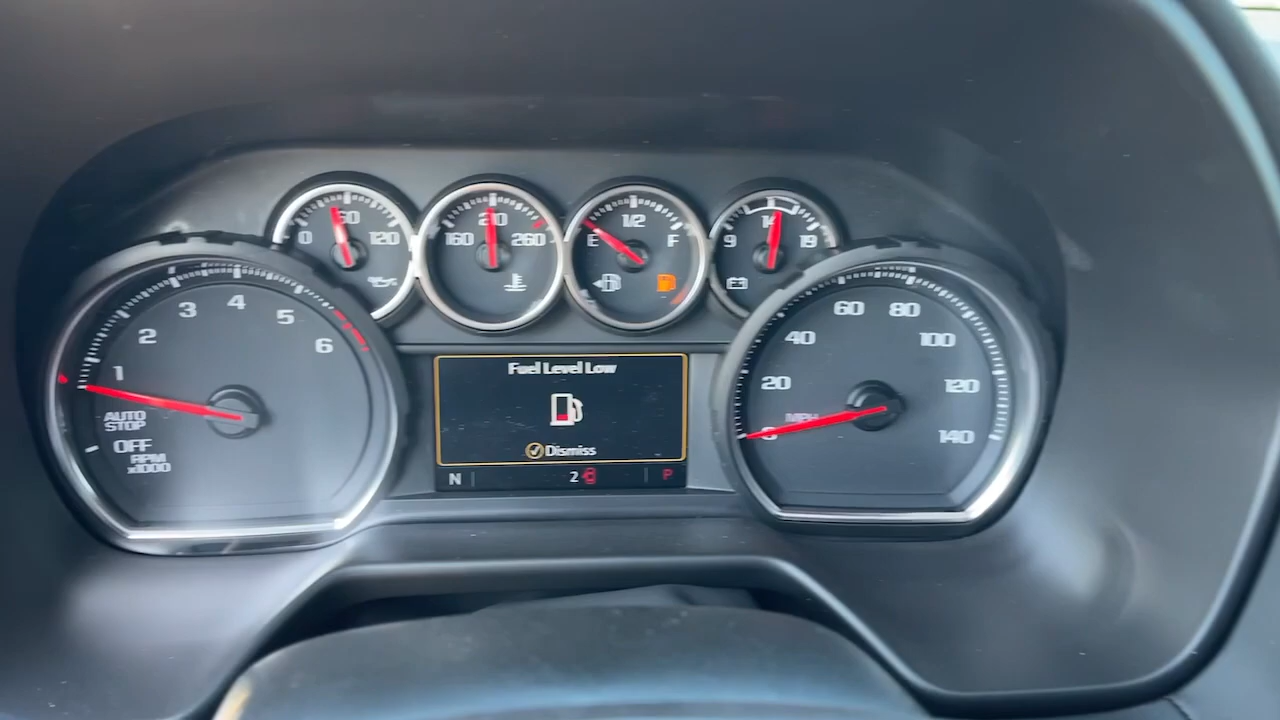 0 60 120
160 210 260
E 1/2 F
9 14 19
1 2 3 4 5 6
AUTO
STOP
OFF
RPM
x1000
Fuel Level Low
Dismiss
N 2 P
0 20 40 60 80 100 120 140
MPH